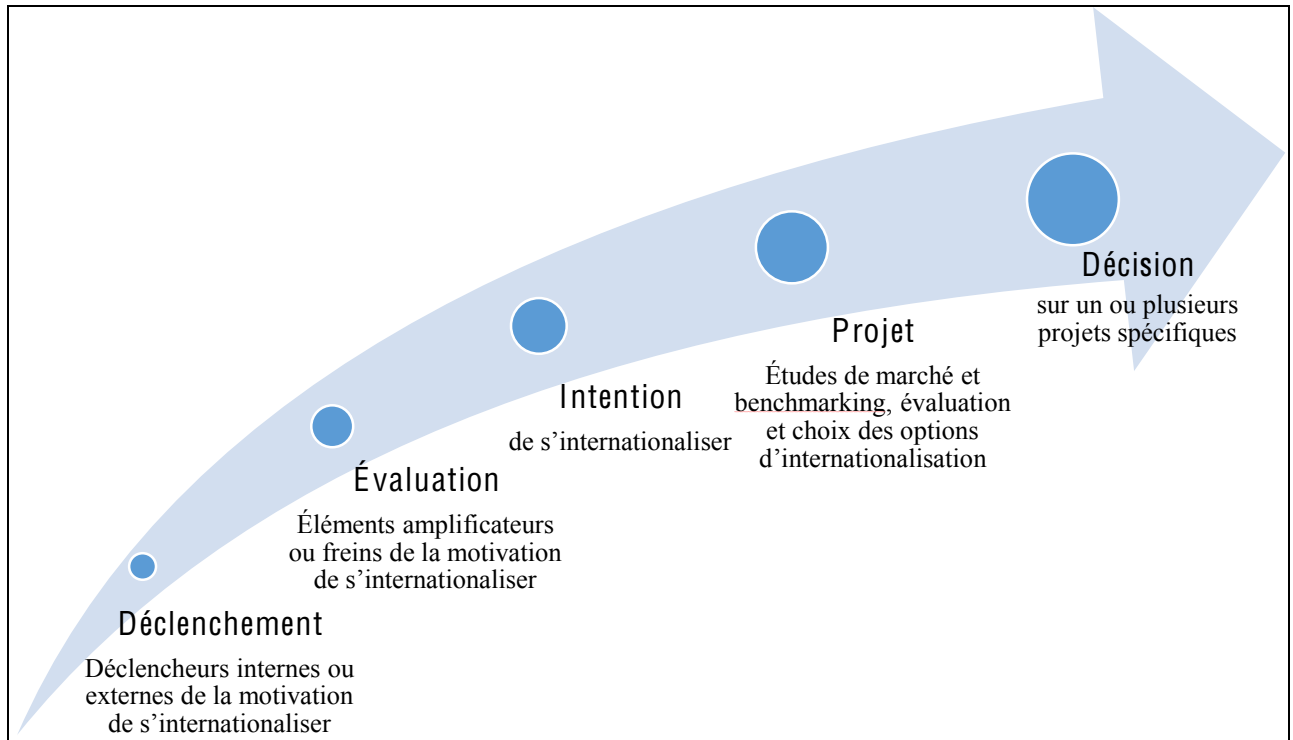 Déclenchement
Déclencheurs internes ou
externes de la motivation
de s’internationaliser
Évaluation
Éléments amplificateurs
ou freins de la motivation
de s’internationaliser
Intention
de s’internationaliser
Projet
Études de marché et
benchmarking, évaluation
et choix des options
d’internationalisation
Décision
sur un ou plusieurs
projets spécifiques